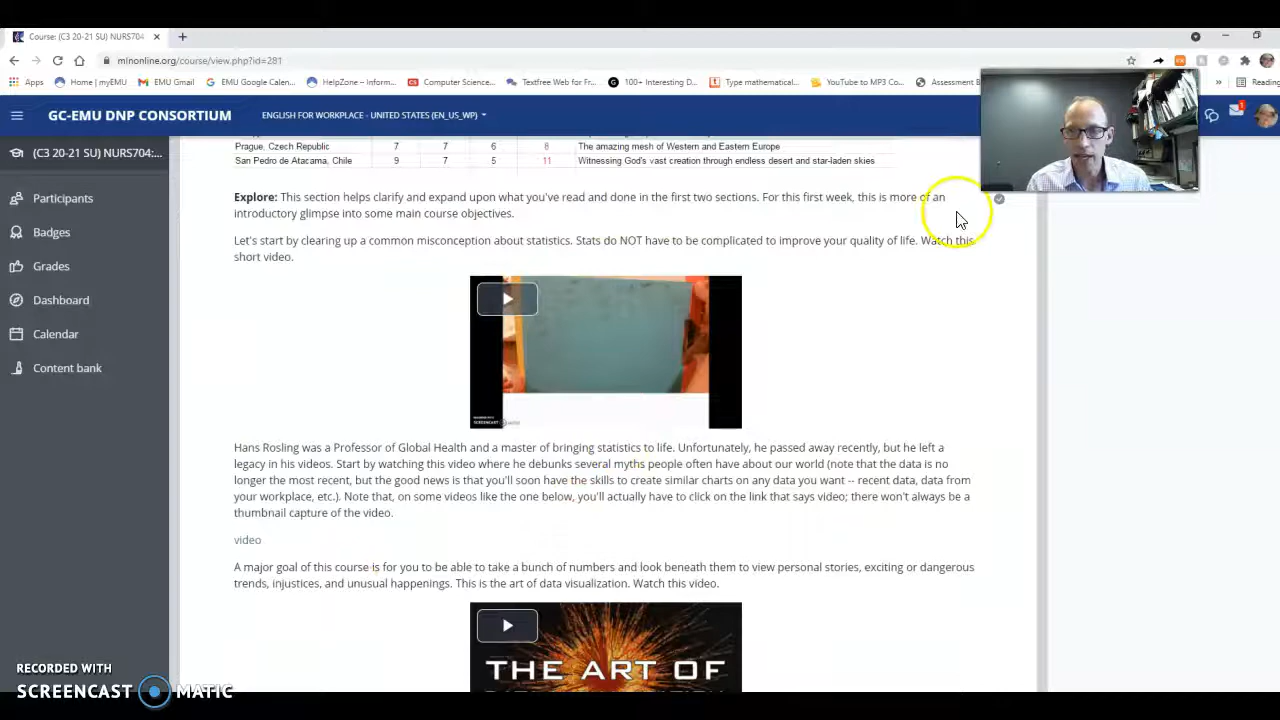 Course: (C3 20-21 SU) NURS704
mlnonline.org/course/view.php?id=281
Apps
Home | myEMU
EMU Gmail
EMU Google Calen...
HelpZone – Inform...
Computer Science...
Textfree Web for Fr...
100+ Interesting D...
Type mathematical...
YouTube to MP3 Co...
Assessment B
Reading
GC-EMU DNP CONSORTIUM
ENGLISH FOR WORKPLACE - UNITED STATES (EN_US_WP)
(C3 20-21 SU) NURS704:...
Participants
Badges
Grades
Dashboard
Calendar
Content bank
Prague, Czech Republic 7 7 6 8 The amazing mesh of Western and Eastern Europe
San Pedro de Atacama, Chile 9 7 5 11 Witnessing God's vast creation through endless desert and star-laden skies
Explore: This section helps clarify and expand upon what you've read and done in the first two sections. For this first week, this is more of an
introductory glimpse into some main course objectives.
Let's start by clearing up a common misconception about statistics. Stats do NOT have to be complicated to improve your quality of life. Watch this
short video.
Hans Rosling was a Professor of Global Health and a master of bringing statistics to life. Unfortunately, he passed away recently, but he left a
legacy in his videos. Start by watching this video where he debunks several myths people often have about our world (note that the data is no
longer the most recent, but the good news is that you'll soon have the skills to create similar charts on any data you want -- recent data, data from
your workplace, etc.). Note that, on some videos like the one below, you'll actually have to click on the link that says video; there won't always be a
thumbnail capture of the video.
video
A major goal of this course is for you to be able to take a bunch of numbers and look beneath them to view personal stories, exciting or dangerous
trends, injustices, and unusual happenings. This is the art of data visualization. Watch this video.
THE ART OF
RECORDED WITH
SCREENCAST MATIC